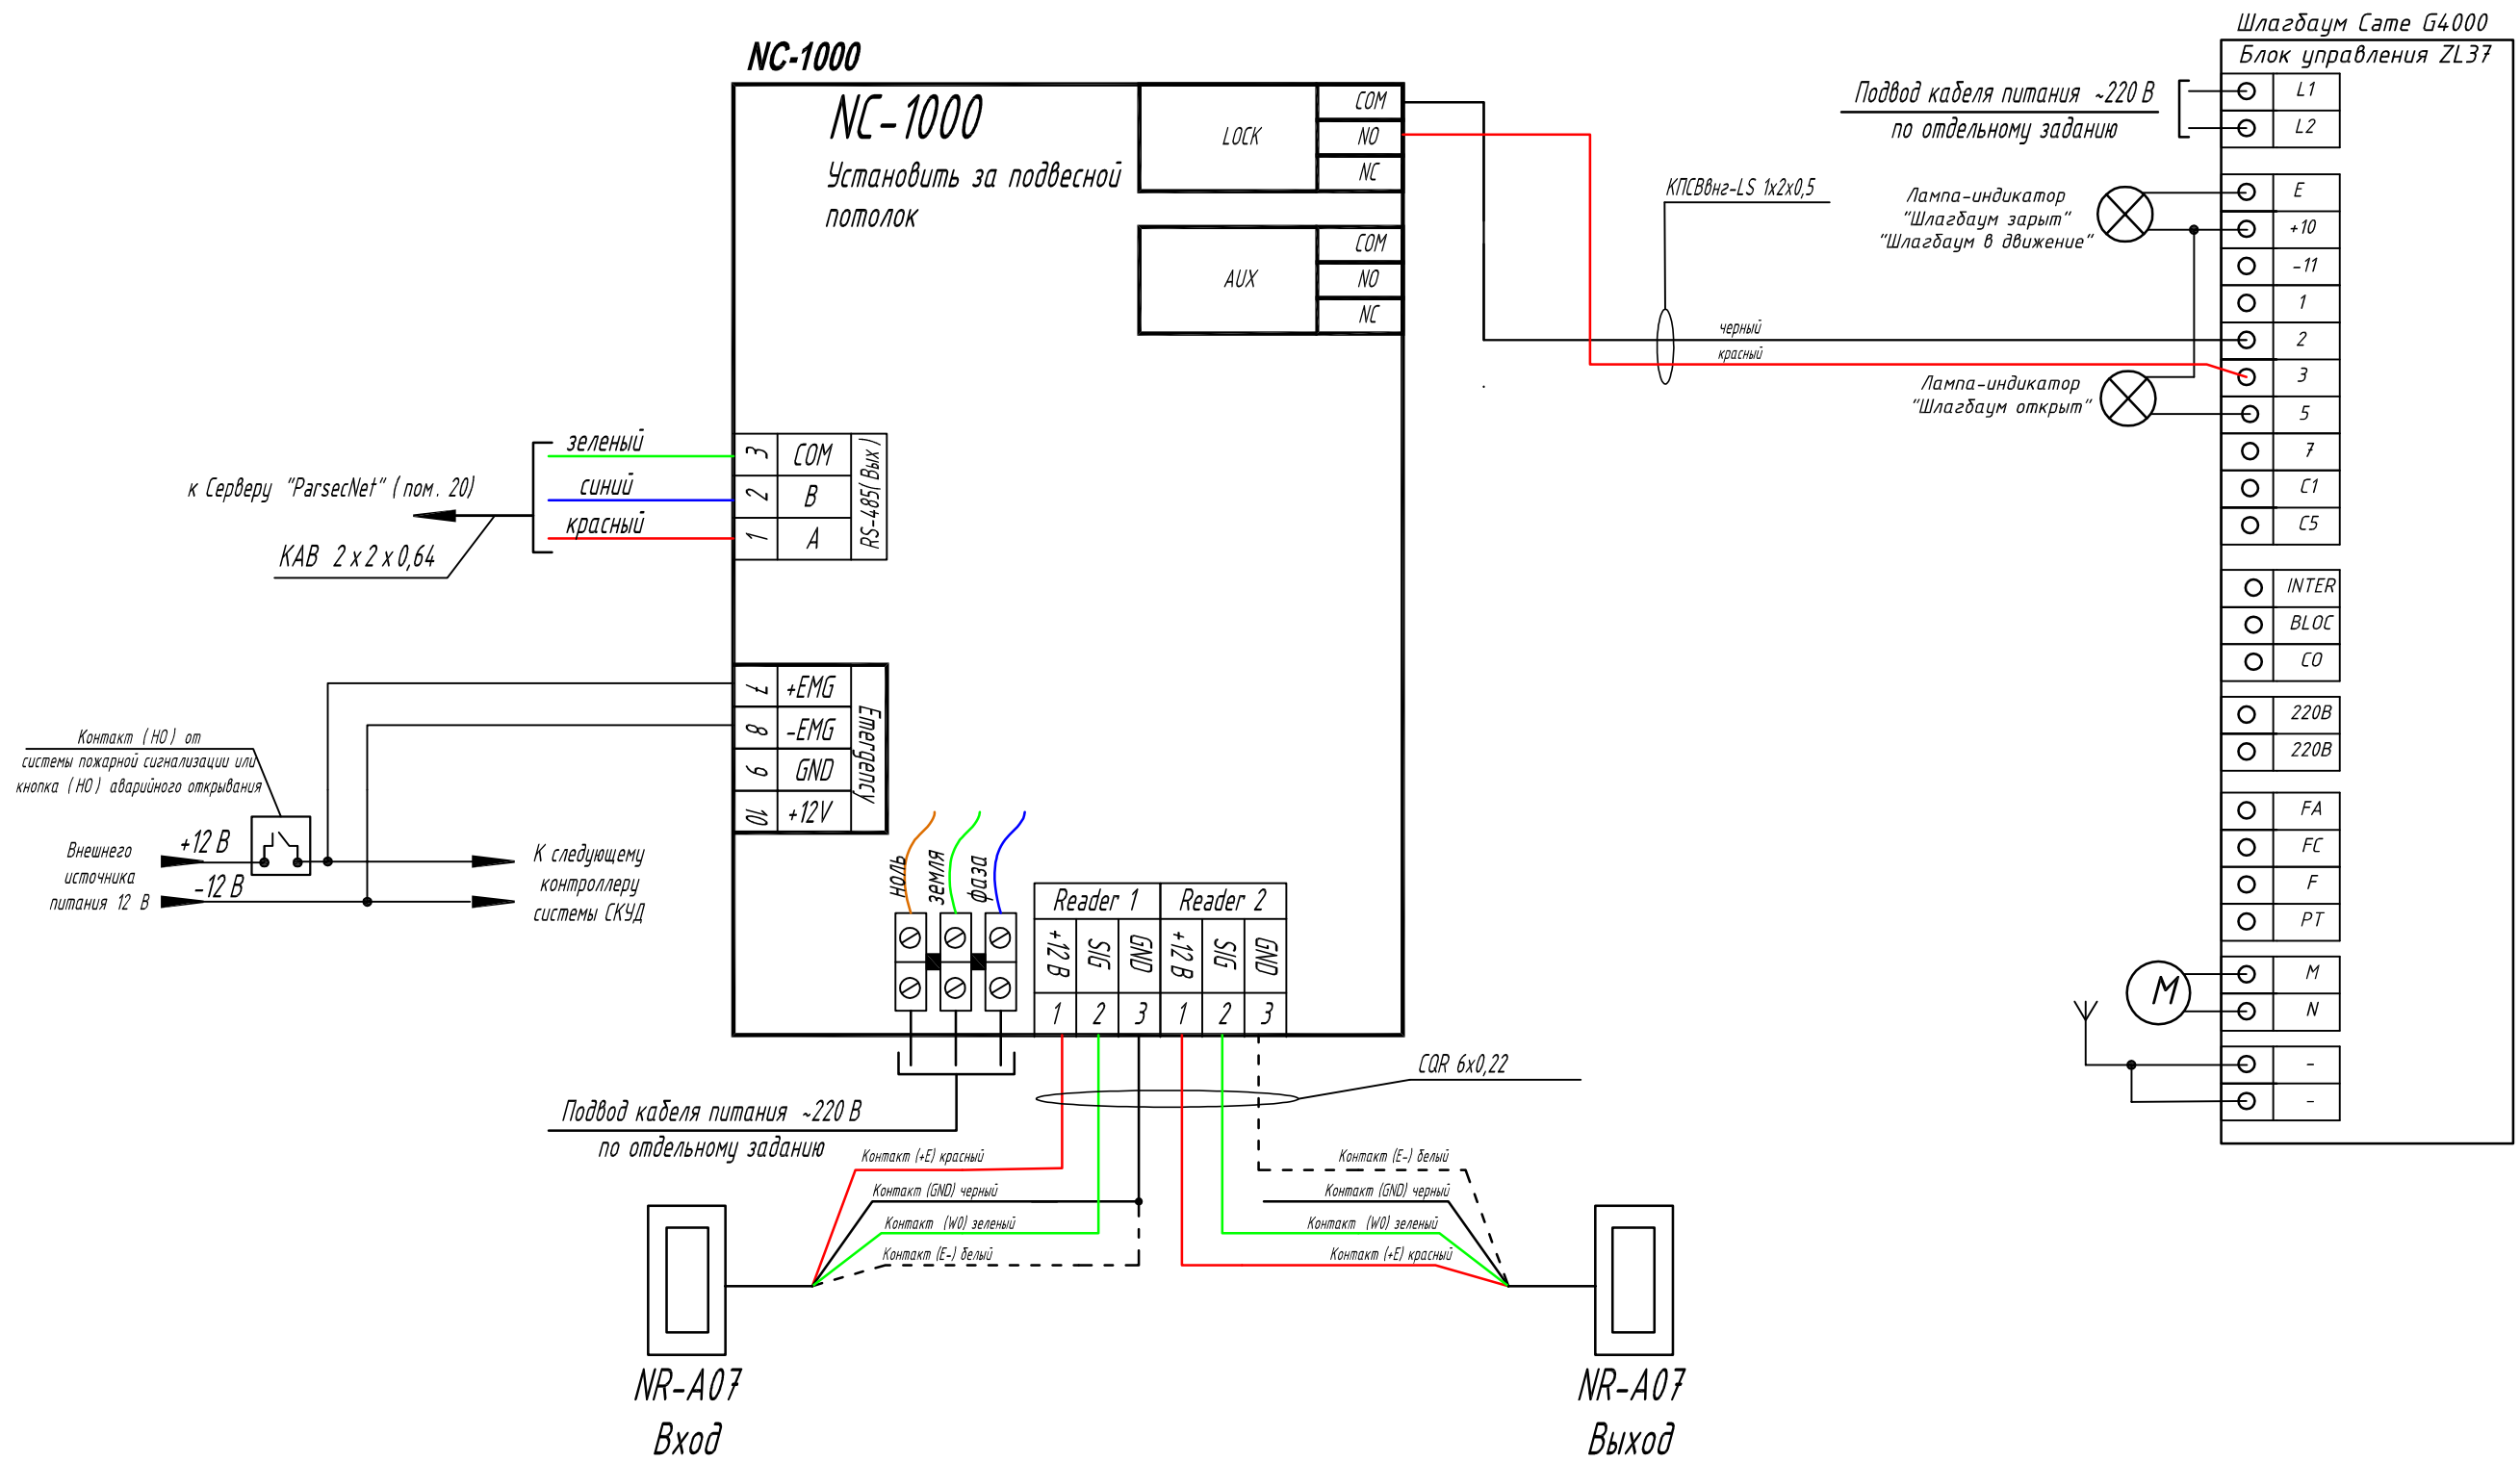 NC-1000
NC-1000
Установить за подвесной
потолок
LOCK
COM
NO
NC
AUX
COM
NO
NC
КПСВвнг-LS 1х2х0,5
черный
красный
Шлагбаум Came G4000
Блок управления ZL37
Подвод кабеля питания ~220 В
по отдельному заданию
Лампа-индикатор
"Шлагбаум зарыт"
"Шлагбаум в движение"
Лампа-индикатор
"Шлагбаум открыт"
L1
L2
E
+10
-11
1
2
3
5
7
C1
C5
INTER
BLOC
CO
220В
220В
FA
FC
F
PT
M
M
N
-
-
зеленый
синий
красный
к Серверу "ParsecNet" (пом. 20)
КАВ 2х2х0,64
3 COM
2 B
1 A
RS-485(Вых)
7 +EMG
8 -EMG
9 GND
10 +12V
Emergency
Контакт (НО) от
системы пожарной сигнализации или
кнопка (НО) аварийного открывания
Внешнего
источника
питания 12 В
+12 В
-12 В
К следующему
контроллеру
системы СКУД
ноль
земля
фаза
Reader 1
Reader 2
+12 В
SIG
GND
+12 В
SIG
GND
1
2
3
1
2
3
CQR 6х0,22
Подвод кабеля питания ~220 В
по отдельному заданию
Контакт (+E) красный
Контакт (GND) черный
Контакт (W0) зеленый
Контакт (E-) белый
Контакт (E-) белый
Контакт (GND) черный
Контакт (W0) зеленый
Контакт (+E) красный
NR-A07
Вход
NR-A07
Выход